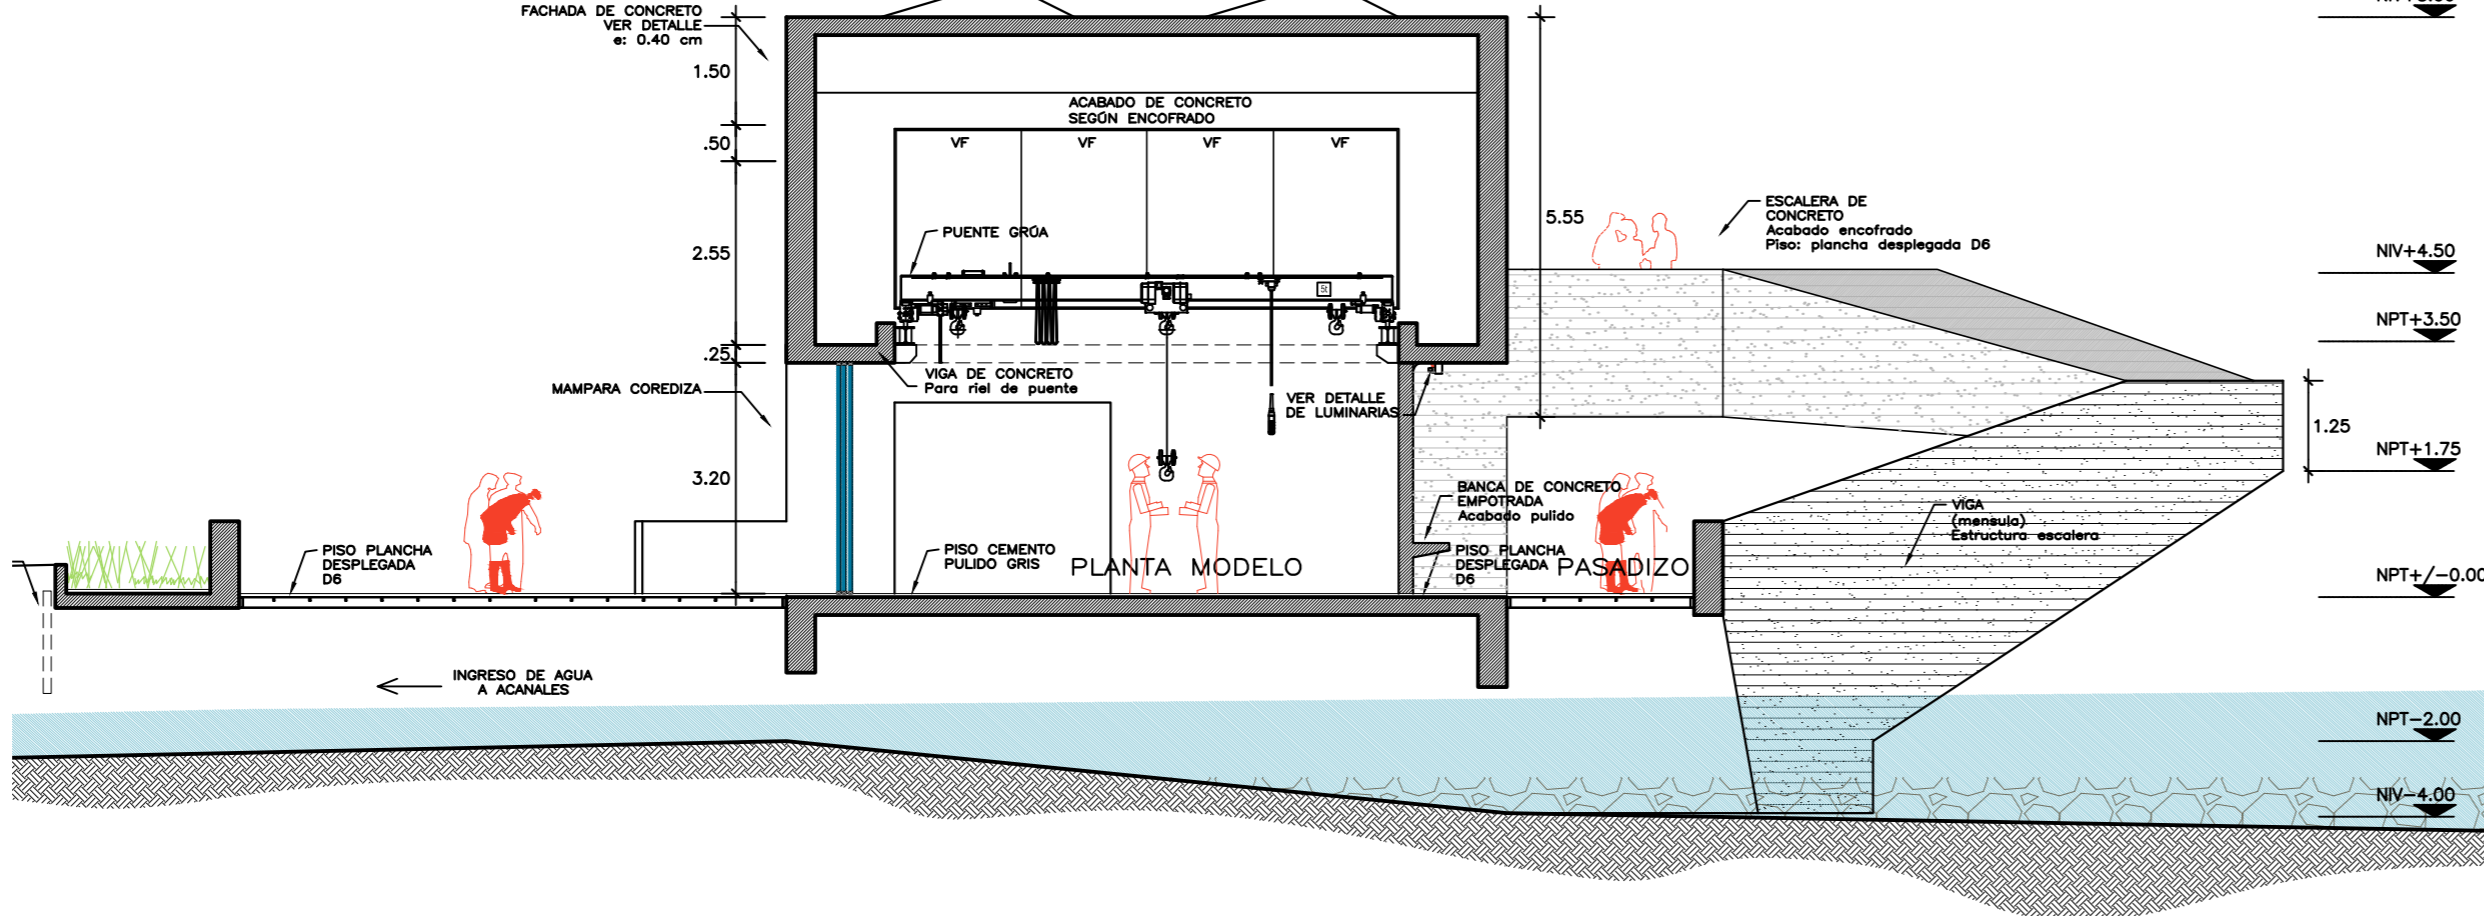 FACHADA DE CONCRETO
VER DETALLE
e: 0.40 cm
1.50
.50
2.55
.25
3.20
MAMPARA COREDIZA
ACABADO DE CONCRETO
SEGÚN ENCOFRADO
VF
VF
VF
VF
PUENTE GRÚA
5t
VIGA DE CONCRETO
Para riel de puente
VER DETALLE
DE LUMINARIAS
5.55
ESCALERA DE
CONCRETO
Acabado encofrado
Piso: plancha desplegada D6
1.25
BANCA DE CONCRETO
EMPOTRADA
Acabado pulido
VIGA
(mensula)
Estructura escalera
PISO PLANCHA
DESPLEGADA
D6
PISO CEMENTO
PULIDO GRIS
PLANTA MODELO
PISO PLANCHA
DESPLEGADA
D6
PASADIZO
INGRESO DE AGUA
A ACANALES
NIV+4.50
NPT+3.50
NPT+1.75
NPT+/-0.00
NPT-2.00
NIV-4.00